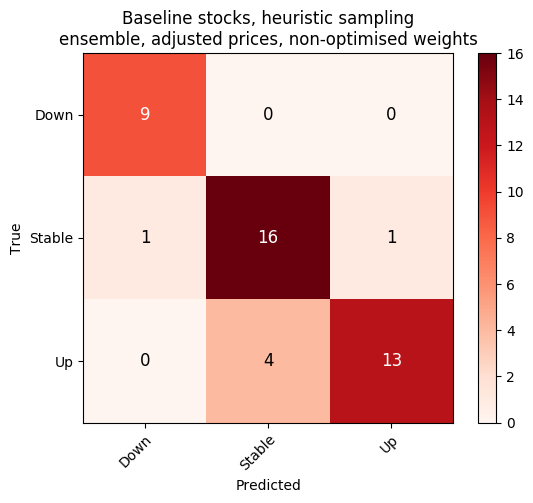 Baseline stocks, heuristic sampling
ensemble, adjusted prices, non-optimised weights
Down
9
0
0
Stable
1
16
1
Up
0
4
13
True
Down
Stable
Up
Predicted
16
14
12
10
8
6
4
2
0